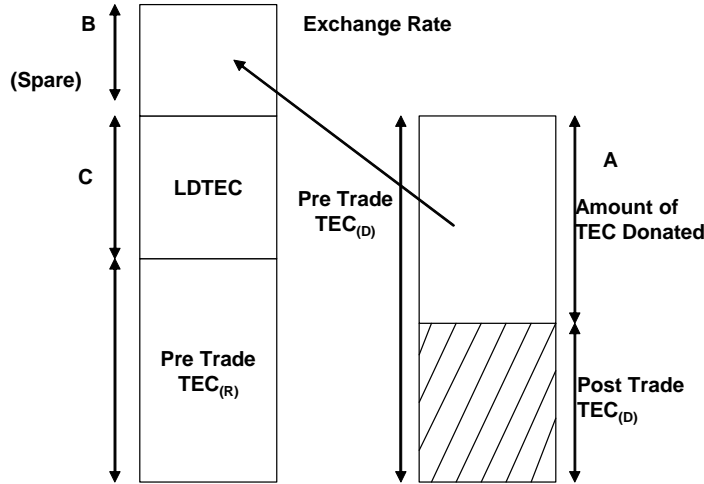 B
Exchange Rate
(Spare)
A
C
LDTEC
Pre Trade
TEC(D)
Amount of
TEC Donated
Pre Trade
TEC(R)
Post Trade
TEC(D)